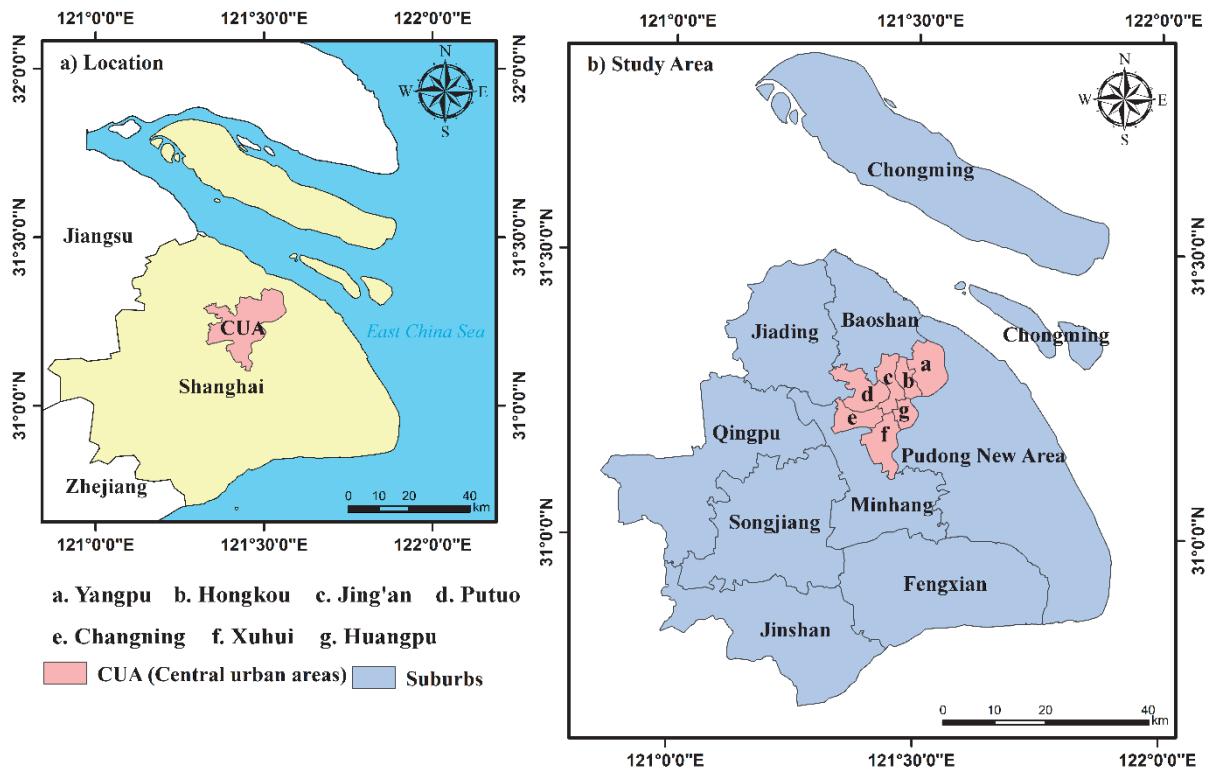 121°0'0"N 121°30'0"N 122°0'0"N
a) Location
N
W E
S
32°0'0"N
32°0'0"N
Jiangsu
31°30'0"N
31°30'0"N
CUA
East China Sea
Shanghai
31°0'0"N
31°0'0"N
Zhejiang
0 10 20 40
km
121°0'0"N 121°30'0"N 122°0'0"N
a. Yangpu b. Hongkou c. Jing'an d. Putuo
e. Changning f. Xuhui g. Huangpu
CUA (Central urban areas) Suburbs
121°0'0"N 121°30'0"N 122°0'0"N
b) Study Area
N
W E
S
Chongming
31°30'0"N
31°30'0"N
Baoshan
Jiading
Chongming
a
c
b
d
g
e
f
Qingpu
Pudong New Area
Minhang
Songjiang
31°0'0"N
31°0'0"N
Fengxian
Jinshan
0 10 20 40
km
121°0'0"N 121°30'0"N 122°0'0"N